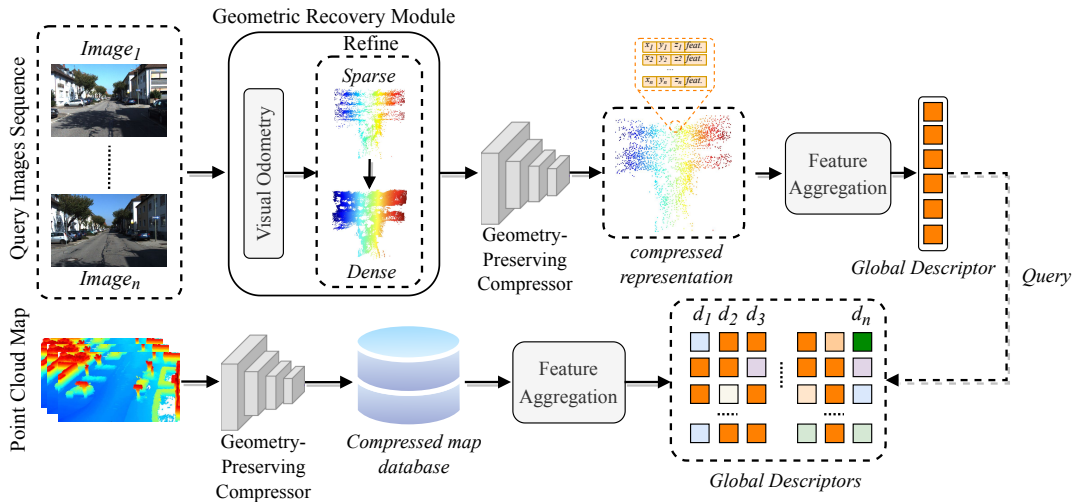 Geometric Recovery Module
Query Images Sequence
Image1
Imagen
Visual Odometry
Refine
Sparse
Dense
Geometry-
Preserving
Compressor
x1 y1 z1 feat.
x2 y2 z2 feat.
...
xn yn zn feat.
compressed
representation
Feature
Aggregation
Global Descriptor
Query
Point Cloud Map
Geometry-
Preserving
Compressor
Compressed map
database
Feature
Aggregation
d1 d2 d3 dn
Global Descriptors